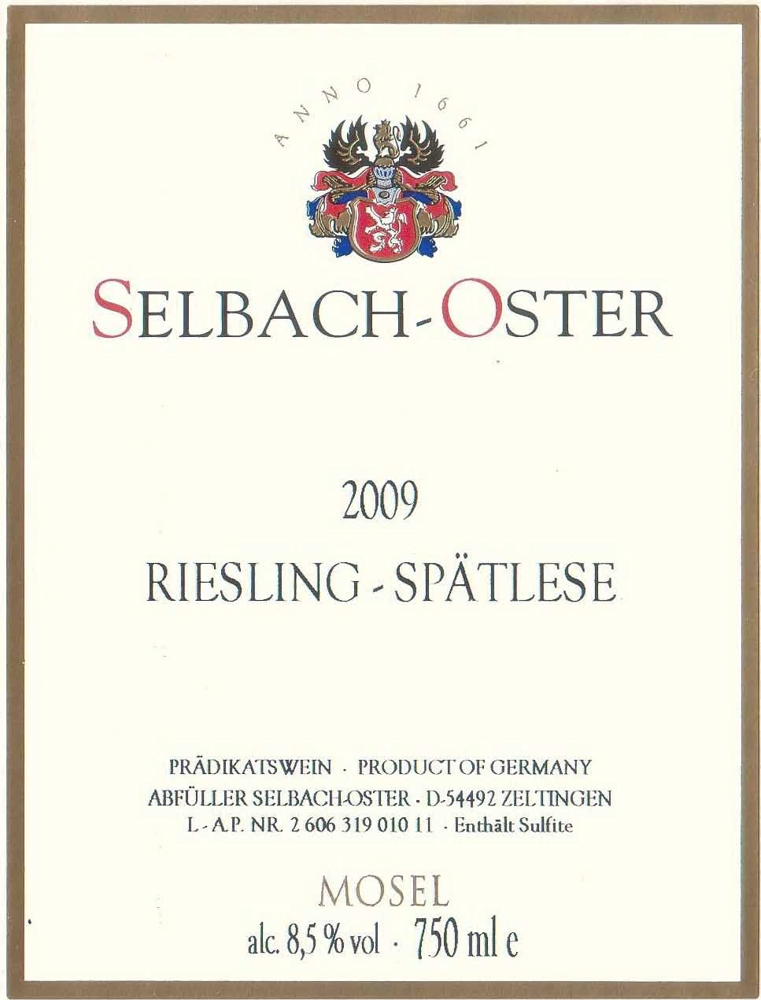 ANNO 1661
SELBACH-OSTER
2009
RIESLING - SPÄTLESE
PRÄDIKATSWEIN · PRODUCT OF GERMANY
ABFÜLLER SELBACH-OSTER · D-54492 ZELTINGEN
L - A.P. NR. 2 606 319 010 11 · Enthält Sulfite
MOSEL
alc. 8,5 % vol · 750 ml e